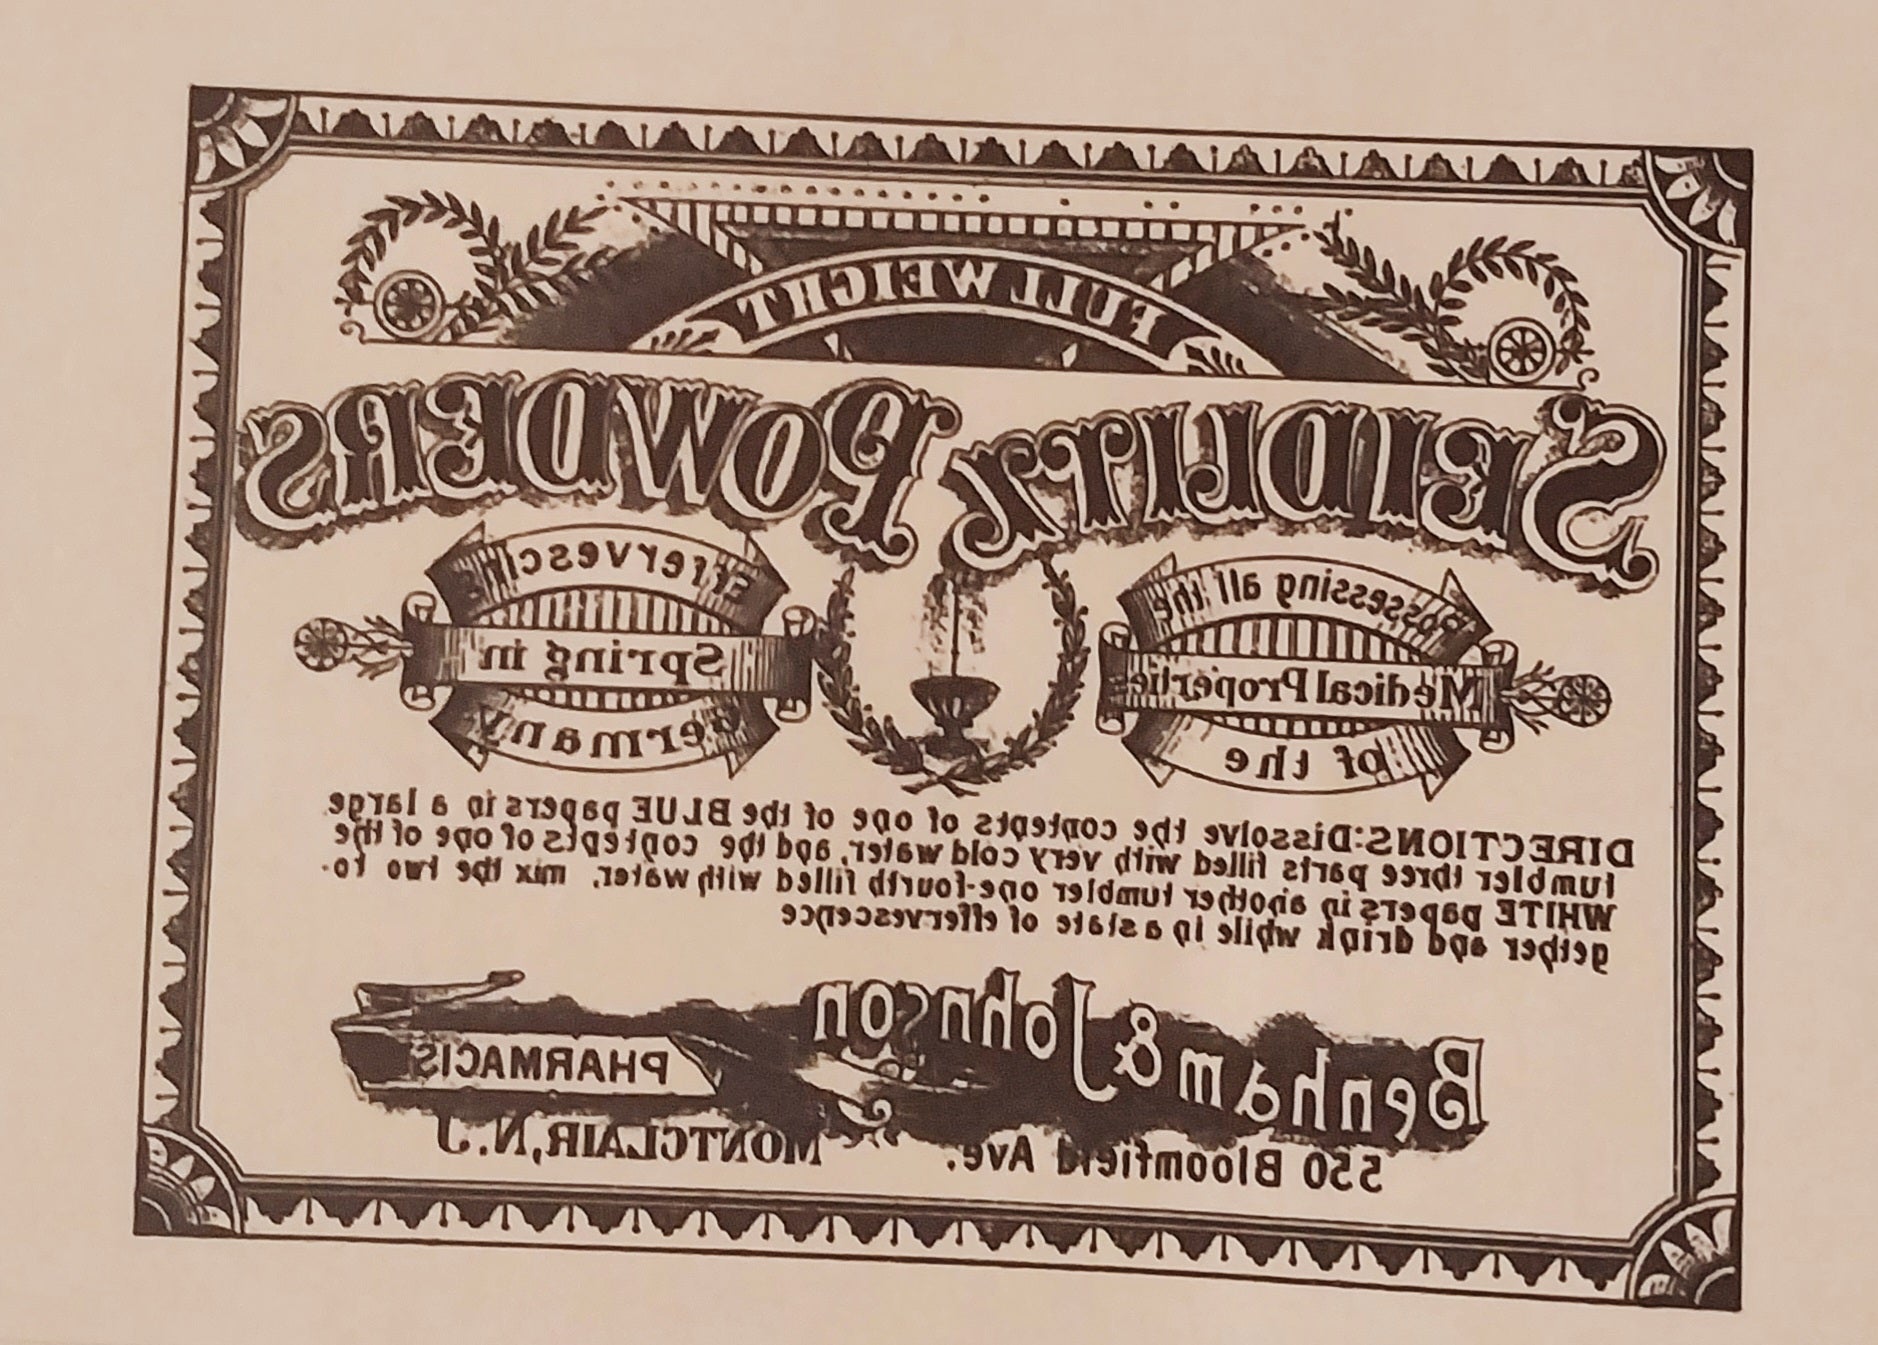 FULL WEIGHT
SEIDLITZ POWDERS
Possessing all the
Medical Properties
of the
Effervescing
Spring in
Germany
DIRECTIONS: Dissolve the contents of one of the BLUE papers in a large
tumbler three parts filled with very cold water, and the contents of one of the
WHITE papers in another tumbler one-fourth filled with water, mix the two to-
gether and drink while in a state of effervescence
Benham & Johnson
PHARMACIS
550 Bloomfield Ave.
MONTCLAIR, N.J